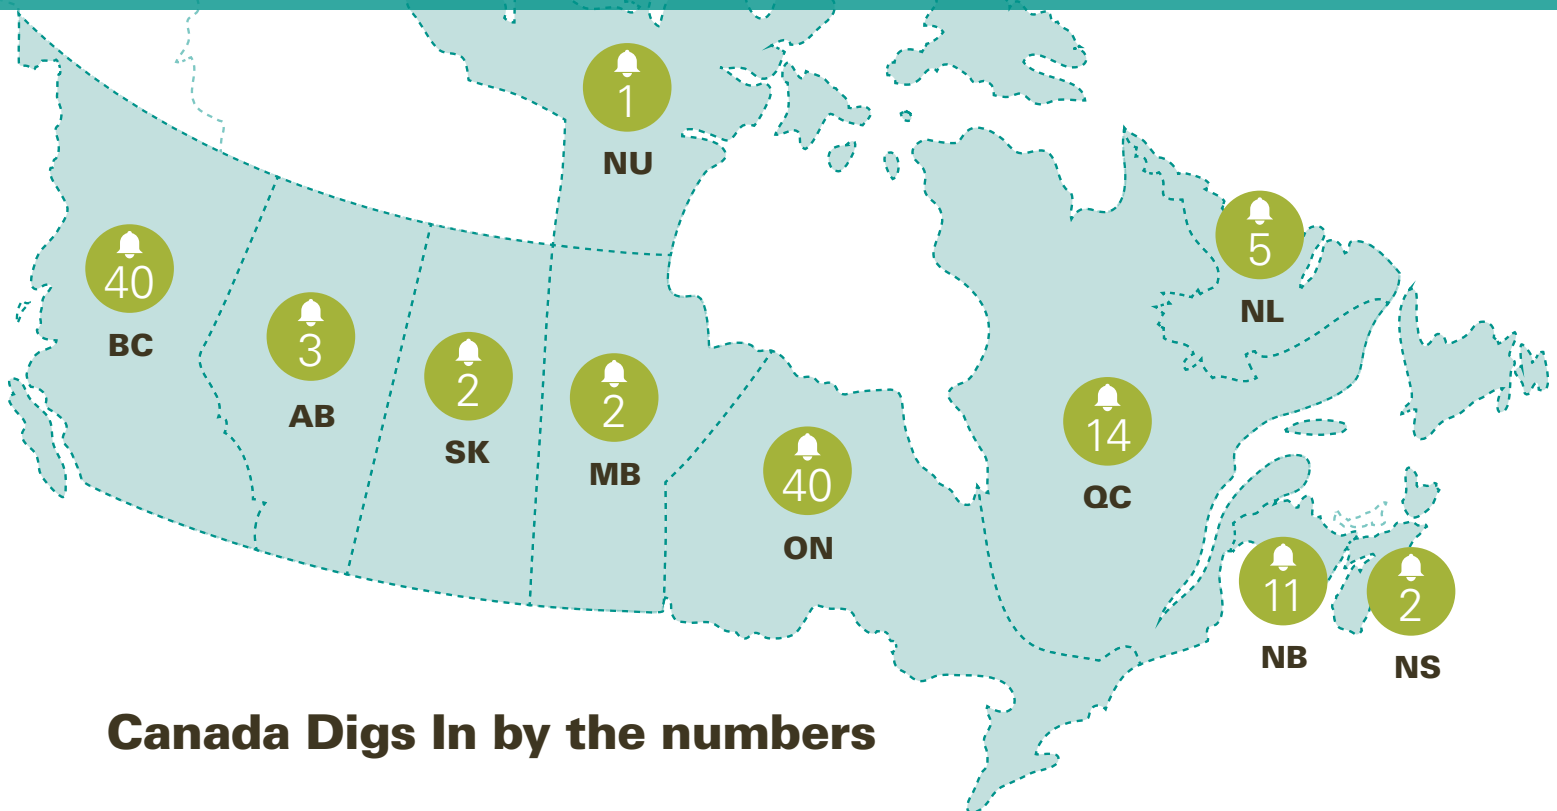 1
NU
5
NL
40
BC
3
AB
2
SK
2
MB
40
ON
14
QC
11
NB
2
NS
Canada Digs In by the numbers